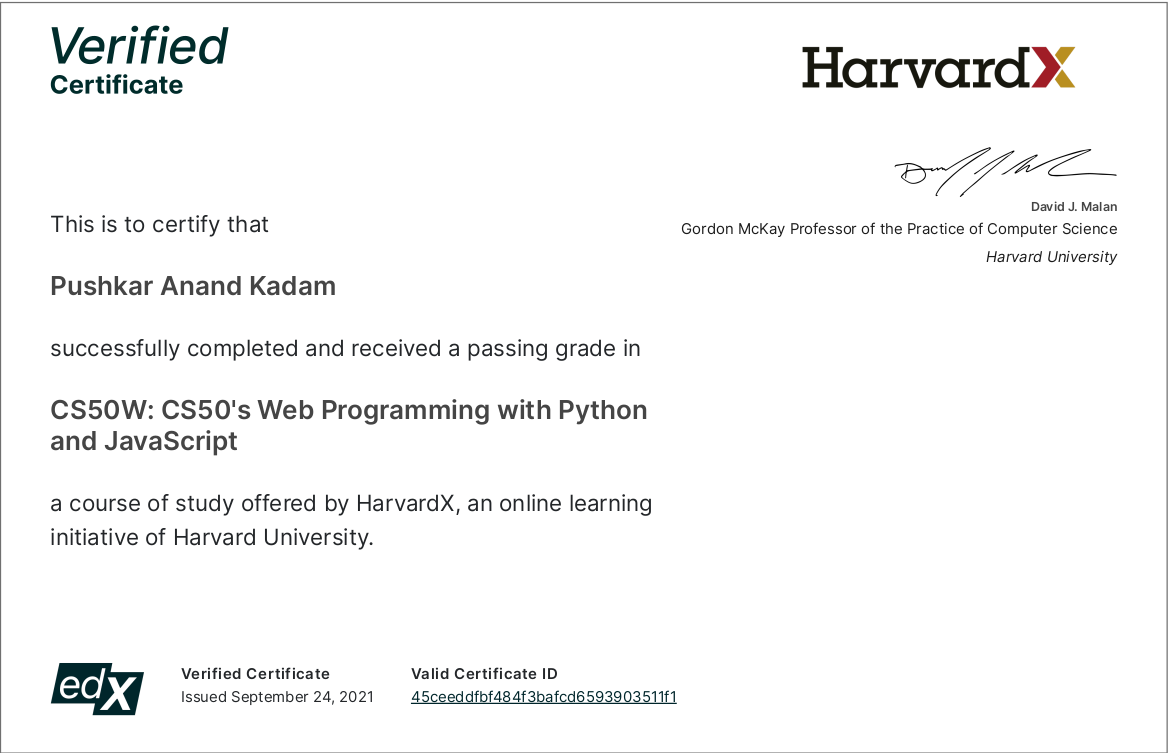 Verified
Certificate
HarvardX
David J. Malan
Gordon McKay Professor of the Practice of Computer Science
Harvard University
This is to certify that
Pushkar Anand Kadam
successfully completed and received a passing grade in
CS50W: CS50's Web Programming with Python
and JavaScript
a course of study offered by HarvardX, an online learning
initiative of Harvard University.
edX
Verified Certificate
Issued September 24, 2021
Valid Certificate ID
45ceeddfbf484f3bafcd6593903511f1